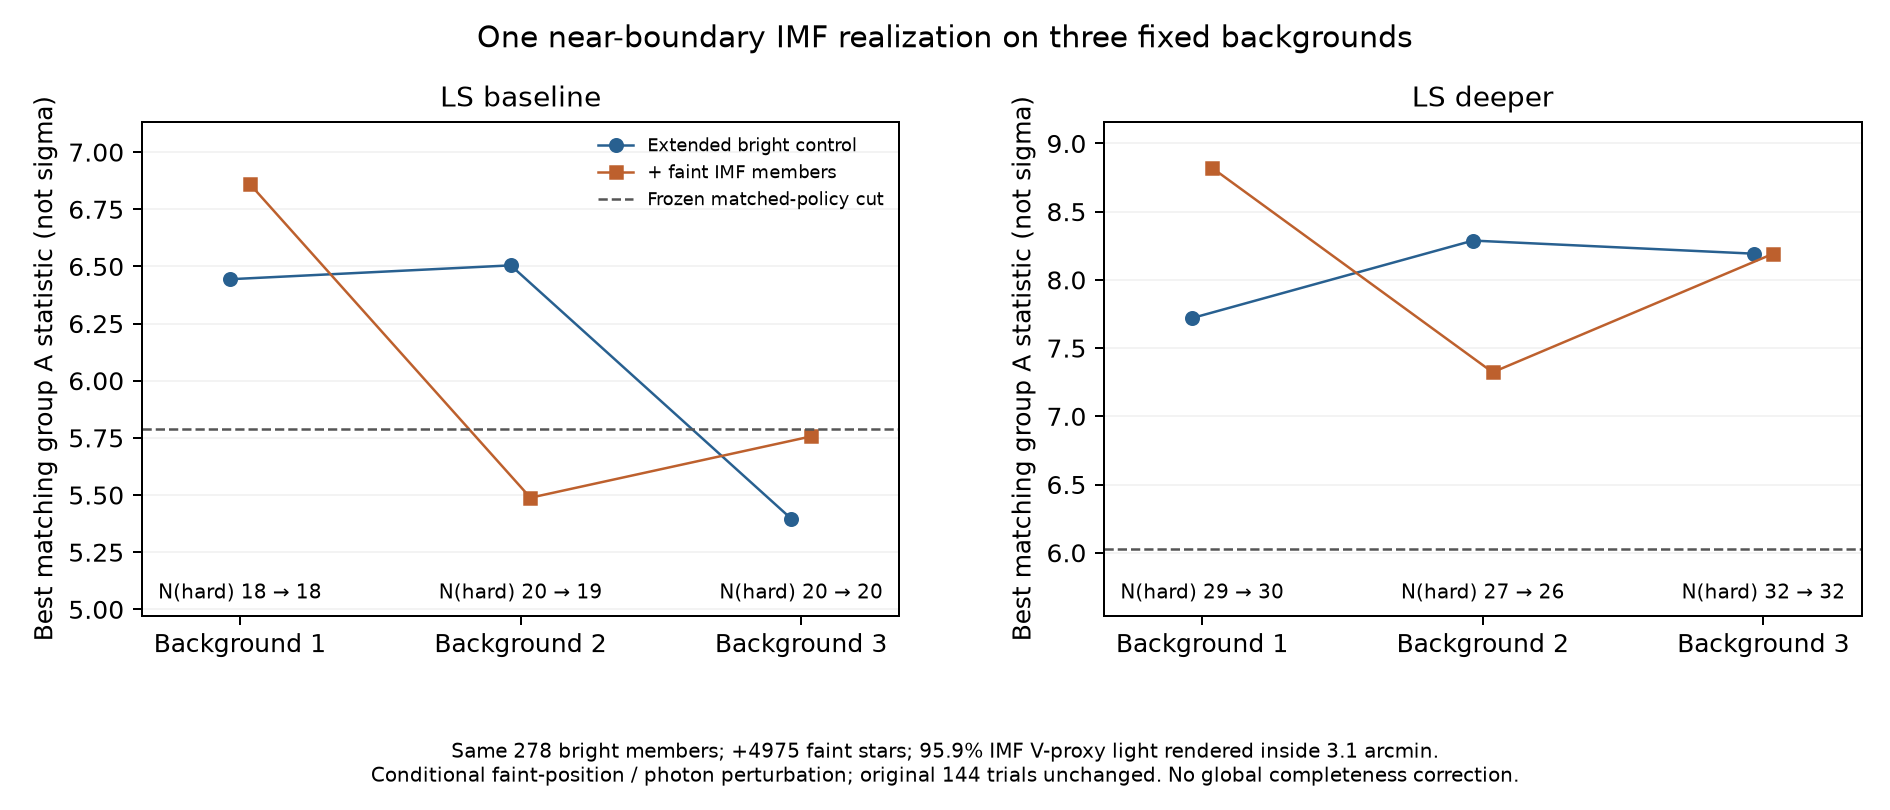 One near-boundary IMF realization on three fixed backgrounds
LS baseline
Best matching group A statistic (not sigma)
7.00
6.75
6.50
6.25
6.00
5.75
5.50
5.25
5.00
Extended bright control
+ faint IMF members
Frozen matched-policy cut
N(hard) 18 → 18
N(hard) 20 → 19
N(hard) 20 → 20
Background 1
Background 2
Background 3
LS deeper
Best matching group A statistic (not sigma)
9.0
8.5
8.0
7.5
7.0
6.5
6.0
N(hard) 29 → 30
N(hard) 27 → 26
N(hard) 32 → 32
Background 1
Background 2
Background 3
Same 278 bright members; +4975 faint stars; 95.9% IMF V-proxy light rendered inside 3.1 arcmin.
Conditional faint-position / photon perturbation; original 144 trials unchanged. No global completeness correction.